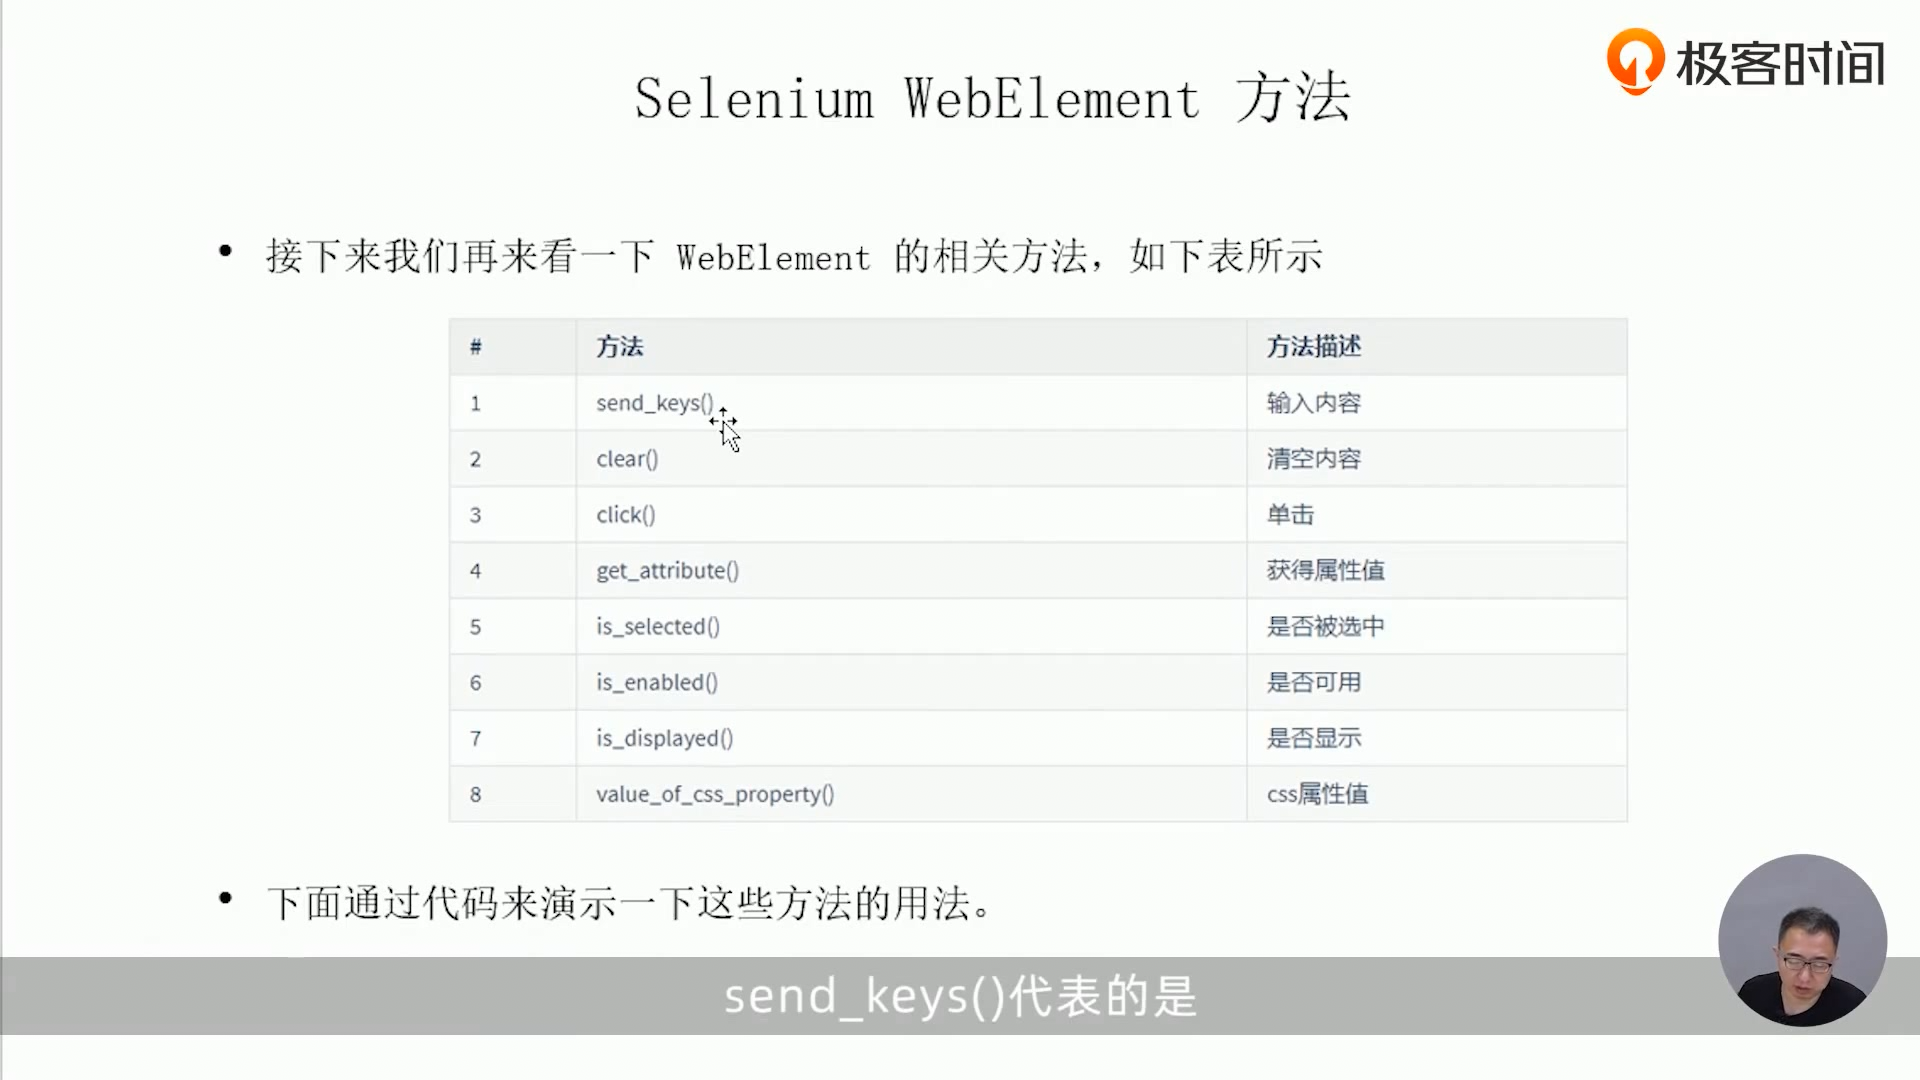 极客时间
Selenium WebElement 方法
• 接下来我们再来看一下 WebElement 的相关方法，如下表所示
# 方法 方法描述
1 send_keys() 输入内容
2 clear() 清空内容
3 click() 单击
4 get_attribute() 获得属性值
5 is_selected() 是否被选中
6 is_enabled() 是否可用
7 is_displayed() 是否显示
8 value_of_css_property() css属性值
• 下面通过代码来演示一下这些方法的用法。
send_keys()代表的是